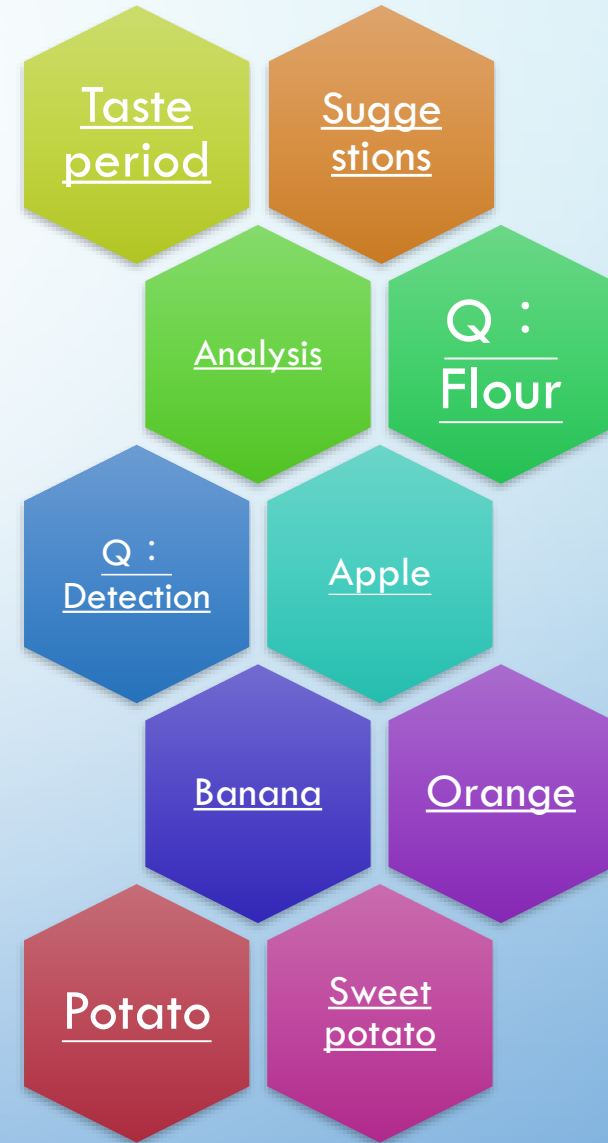 Taste
period
Sugge
stions
Analysis
Q：
Flour
Q：
Detection
Apple
Banana
Orange
Potato
Sweet
potato